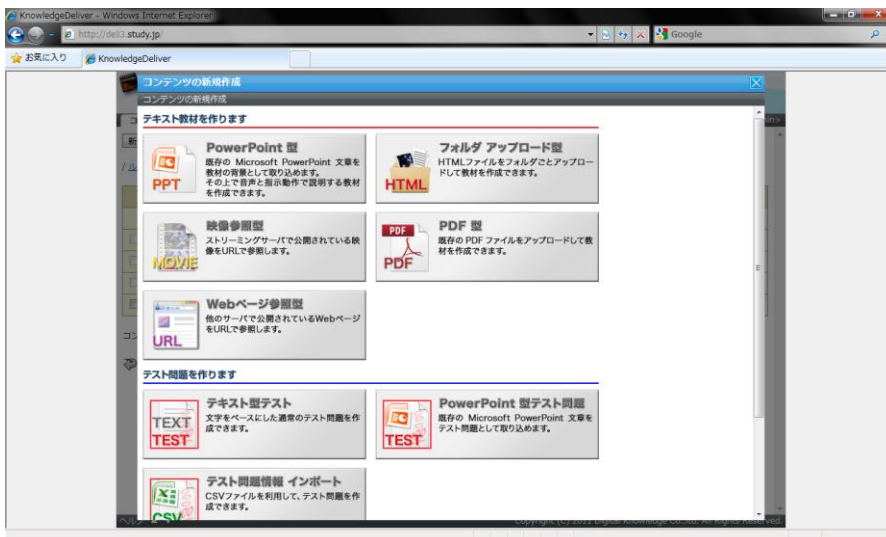 KnowledgeDeliver - Windows Internet Explorer
http://deli3.study.jp/
Google
お気に入り
KnowledgeDeliver
コンテンツの新規作成
コンテンツの新規作成
テキスト教材を作ります
PPT
PowerPoint 型
既存の Microsoft PowerPoint 文章を
教材の背景として取り込めます。
その上で音声と指示動作で説明する教材
を作成できます。
HTML
フォルダ アップロード型
HTMLファイルをフォルダごとアップロー
ドして教材を作成できます。
MOVIE
映像参照型
ストリーミングサーバで公開されている映
像をURLで参照します。
PDF
PDF
PDF 型
既存の PDF ファイルをアップロードして教
材を作成できます。
URL
Webページ参照型
他のサーバで公開されているWebページ
をURLで参照します。
テスト問題を作ります
TEXT
TEST
テキスト型テスト
文字をベースにした通常のテスト問題を作
成できます。
TEST
PowerPoint 型テスト問題
既存の Microsoft PowerPoint 文章を
テスト問題として取り込めます。
CSV
テスト問題情報 インポート
CSVファイルを利用して、テスト問題を作
成できます。
Copyright (C) 2011 Digital Knowledge Co.,Ltd. All Rights Reserved.